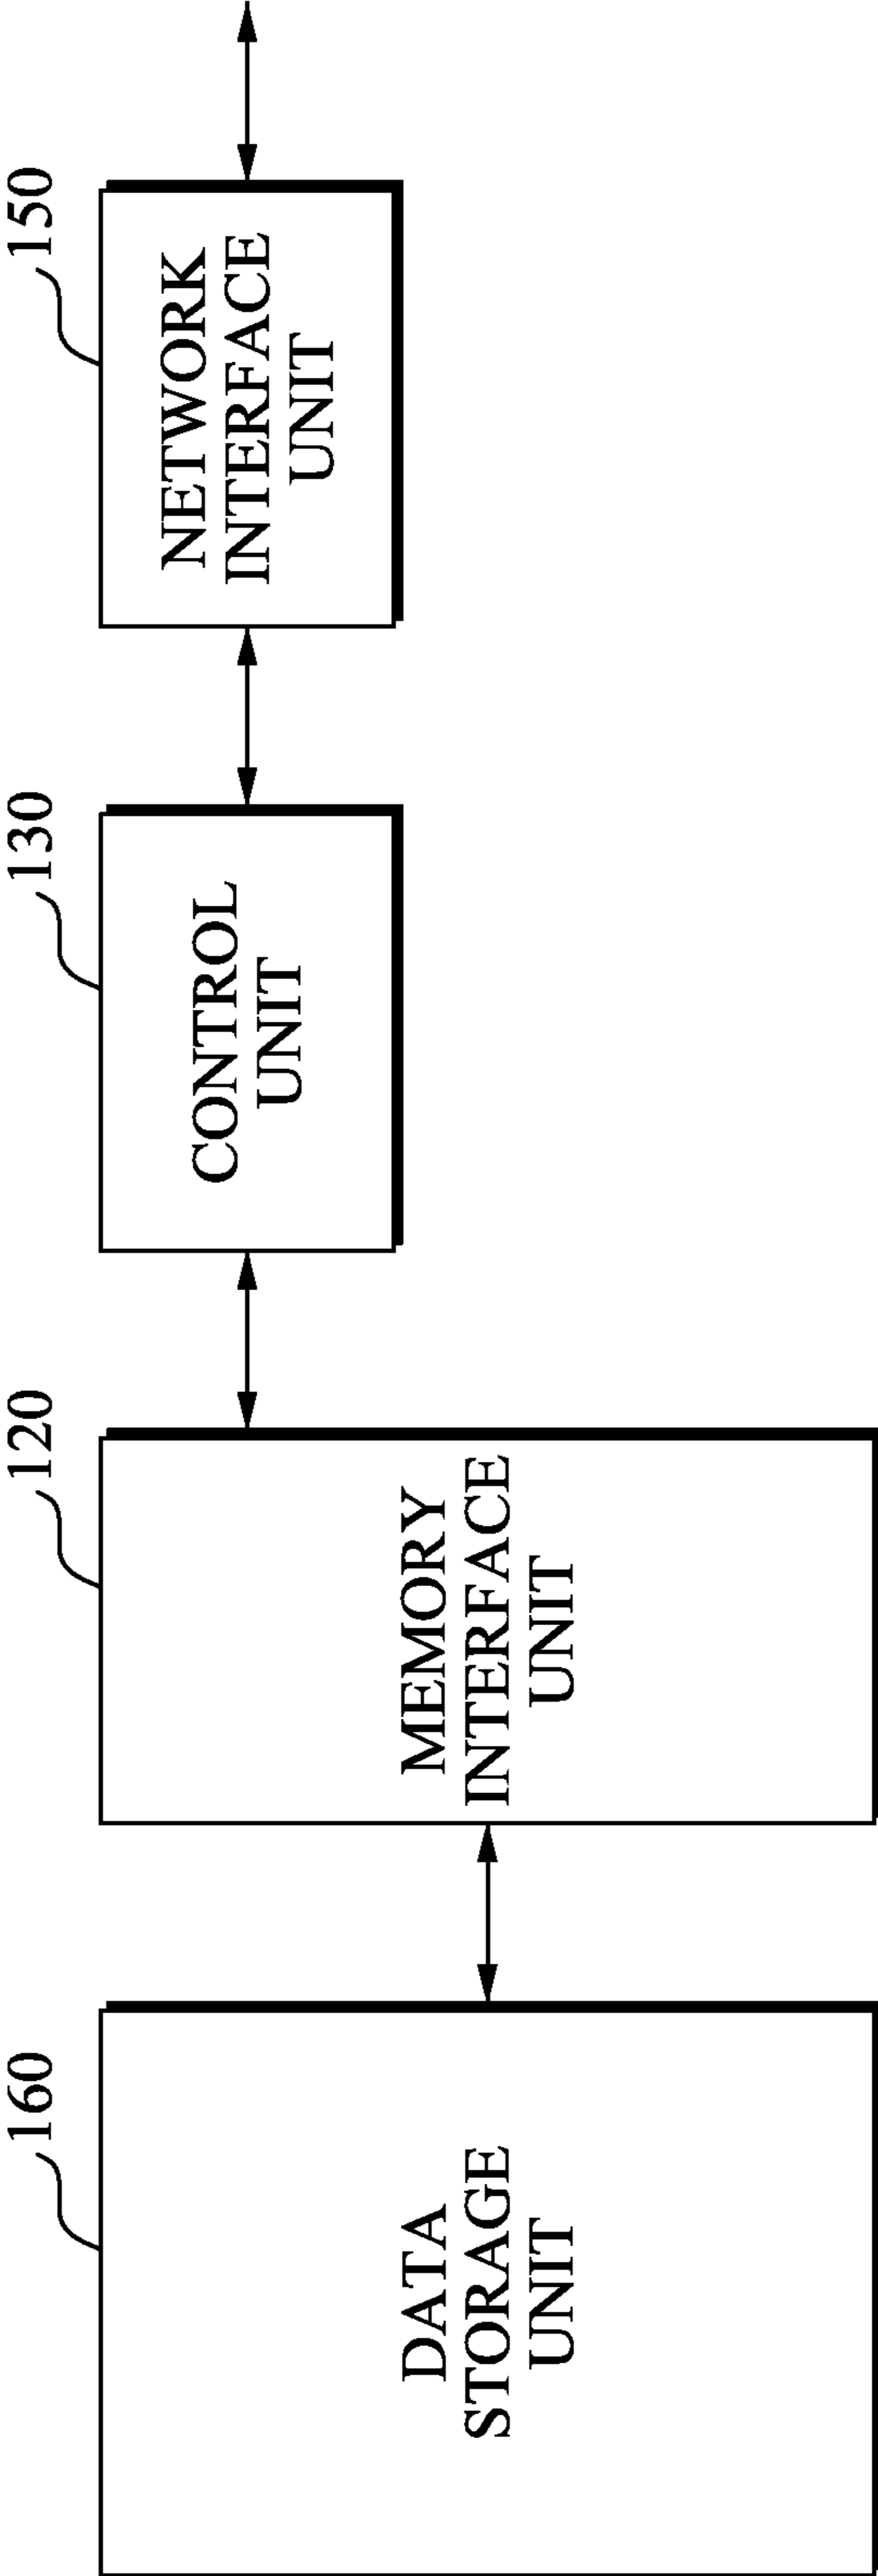 160
DATA
STORAGE
UNIT
120
MEMORY
INTERFACE
UNIT
130
CONTROL
UNIT
150
NETWORK
INTERFACE
UNIT